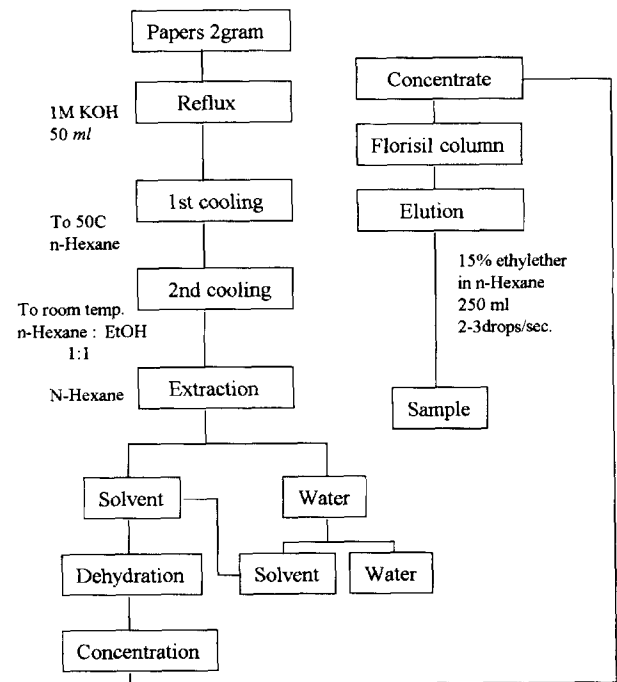 Papers 2gram
Reflux
1M KOH
50 ml
1st cooling
To 50C
n-Hexane
2nd cooling
To room temp.
n-Hexane : EtOH
1:1
N-Hexane
Extraction
Solvent
Water
Dehydration
Solvent
Water
Concentration
Concentrate
Florisil column
Elution
15% ethylether
in n-Hexane
250 ml
2-3drops/sec.
Sample